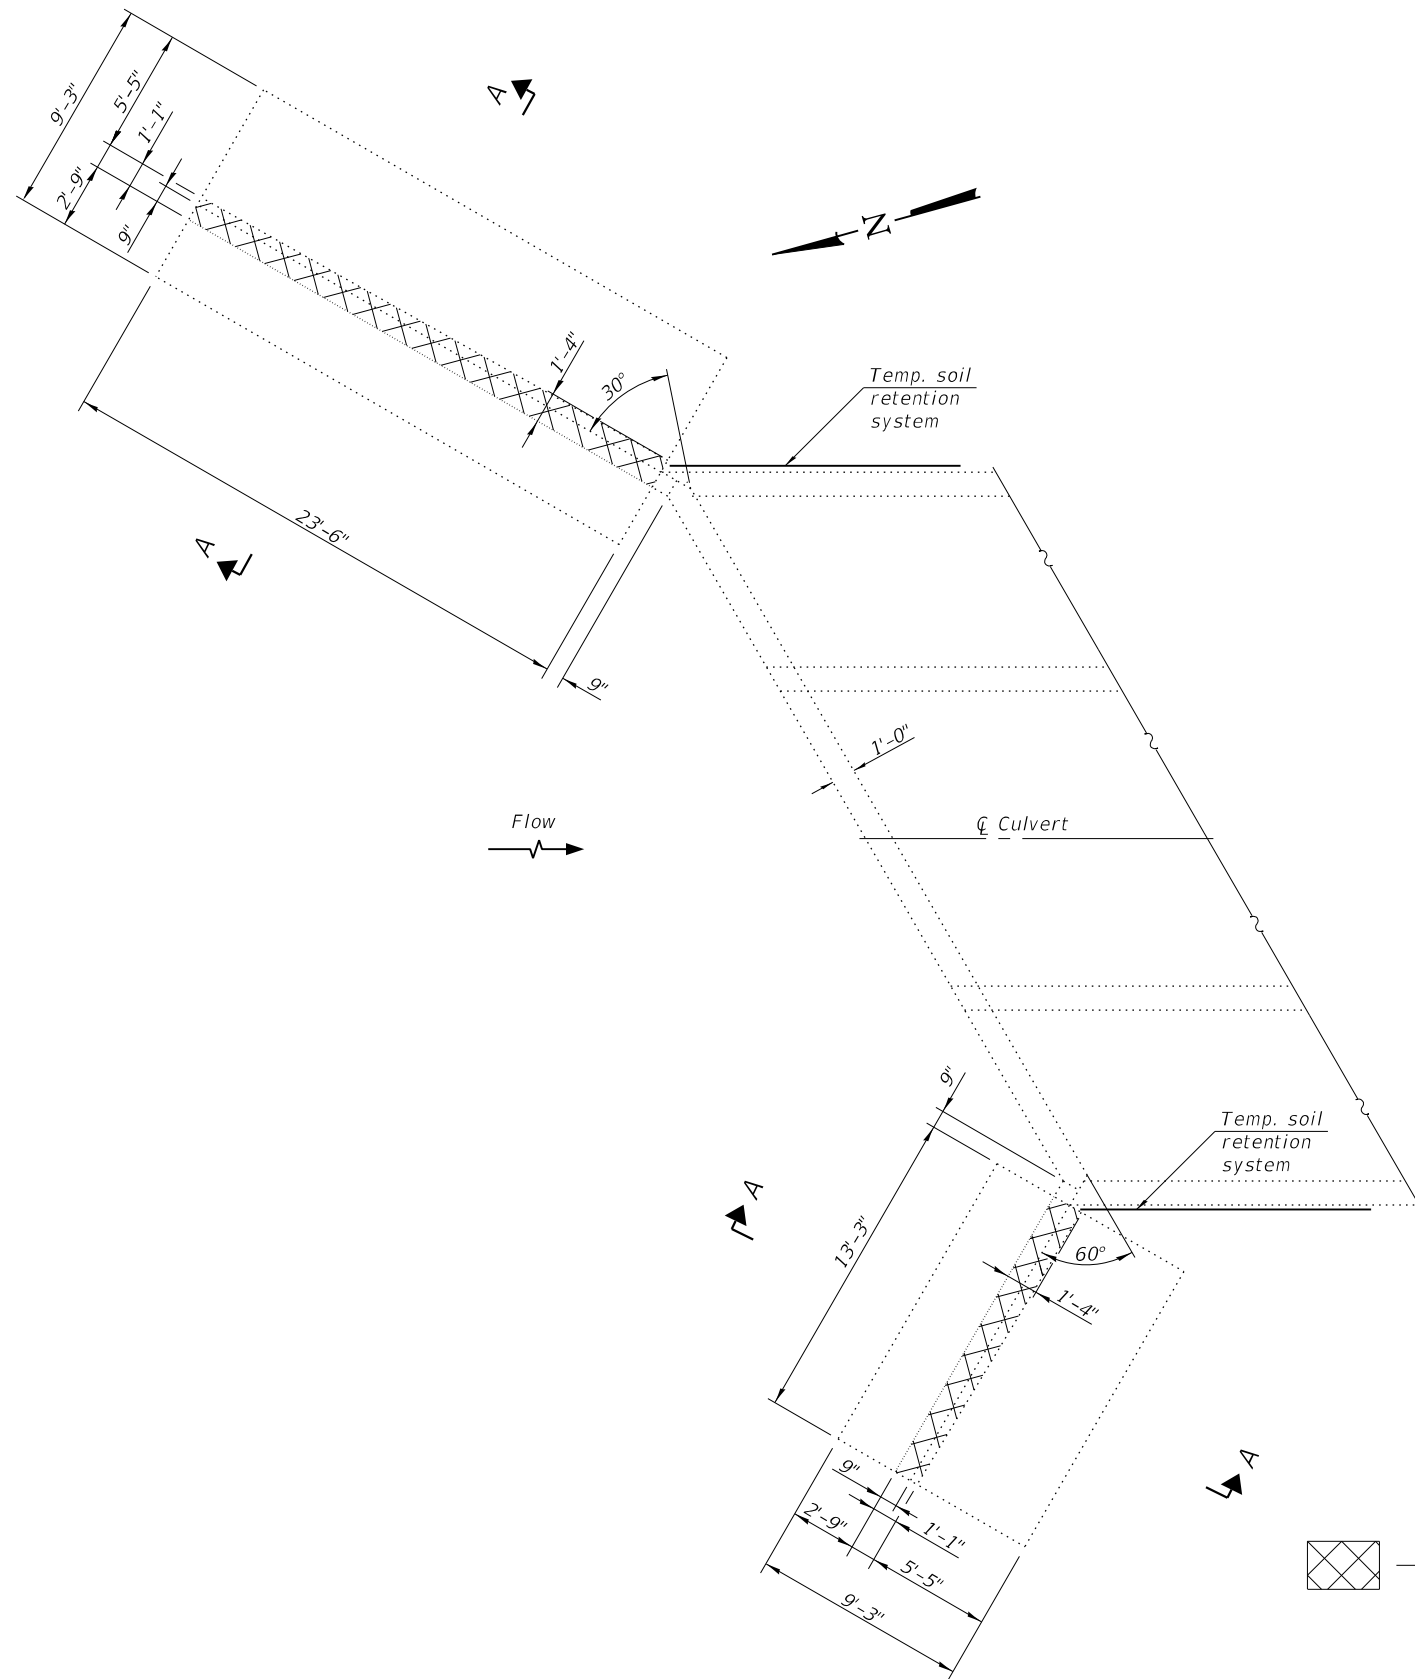 9'-3"
5'-5"
1'-1"
2'-9"
9"
A
N
1'-4"
30°
Temp. soil
retention
system
23'-6"
A
9"
1'-0"
Flow
℄ Culvert
9"
Temp. soil
retention
system
A
13'-3"
60°
1'-4"
A
9"
2'-9"
1'-1"
5'-5"
9'-3"